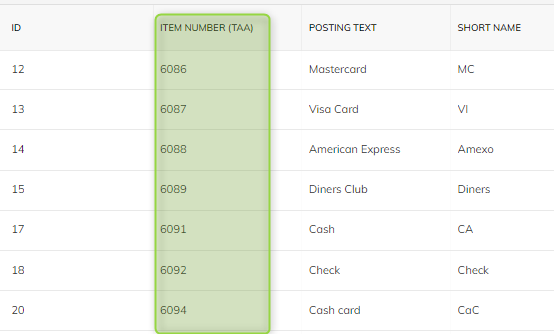 ID ITEM NUMBER (TAA) POSTING TEXT SHORT NAME
12 6086 Mastercard MC
13 6087 Visa Card VI
14 6088 American Express Amexo
15 6089 Diners Club Diners
17 6091 Cash CA
18 6092 Check Check
20 6094 Cash card CaC